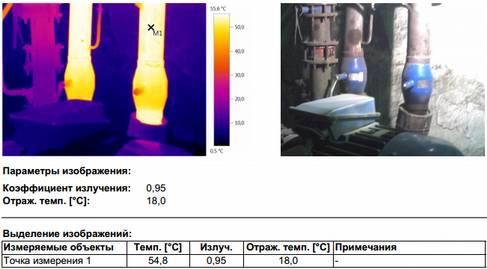 55,6 °C
50,0
40,0
30,0
20,0
10,0
0,5 °C
M1
Параметры изображения:
Коэффициент излучения: 0,95
Отраж. темп. [°C]: 18,0
Выделение изображений:
Измеряемые объекты Темп. [°C] Излуч. Отраж. темп. [°C] Примечания
Точка измерения 1 54,8 0,95 18,0 -